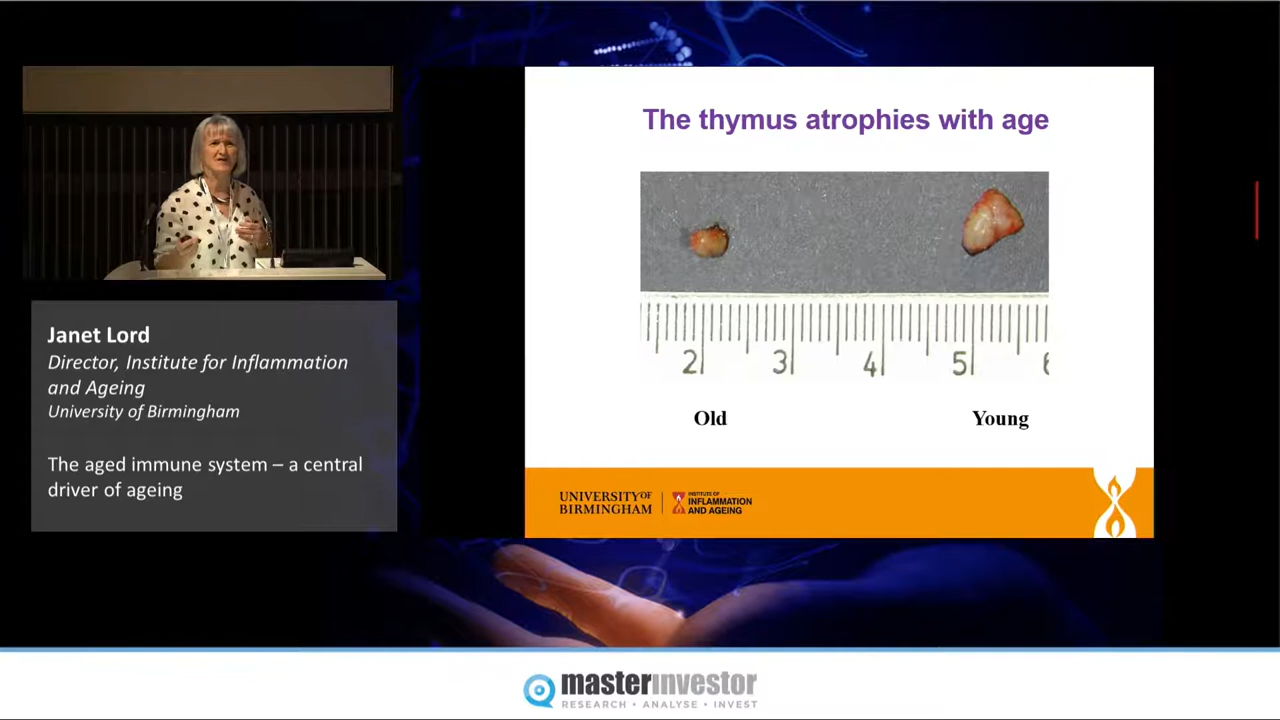 The thymus atrophies with age
2
3
4
5
6
Old
Young
UNIVERSITY OF
BIRMINGHAM
INSTITUTE OF
INFLAMMATION
AND AGEING
Janet Lord
Director, Institute for Inflammation
and Ageing
University of Birmingham
The aged immune system – a central
driver of ageing
masterinvestor
RESEARCH • ANALYSE • INVEST